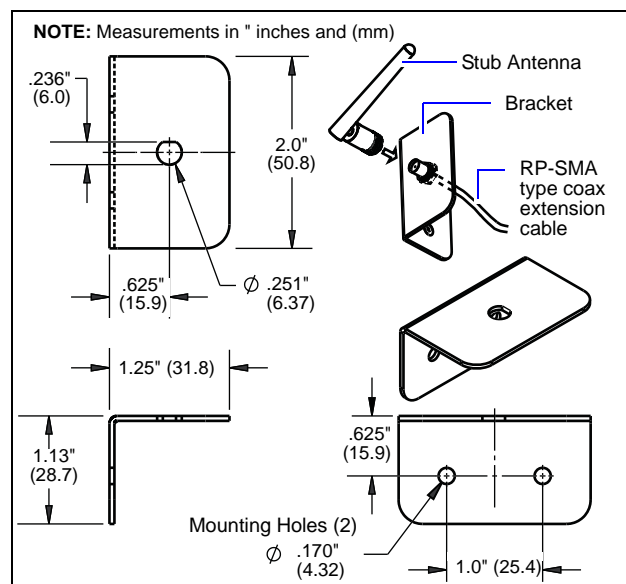 NOTE: Measurements in " inches and (mm)
.236"
(6.0)
2.0"
(50.8)
.625"
(15.9)
Ø .251"
(6.37)
Stub Antenna
Bracket
RP-SMA
type coax
extension
cable
1.25" (31.8)
1.13"
(28.7)
.625"
(15.9)
Mounting Holes (2)
Ø .170"
(4.32)
1.0" (25.4)